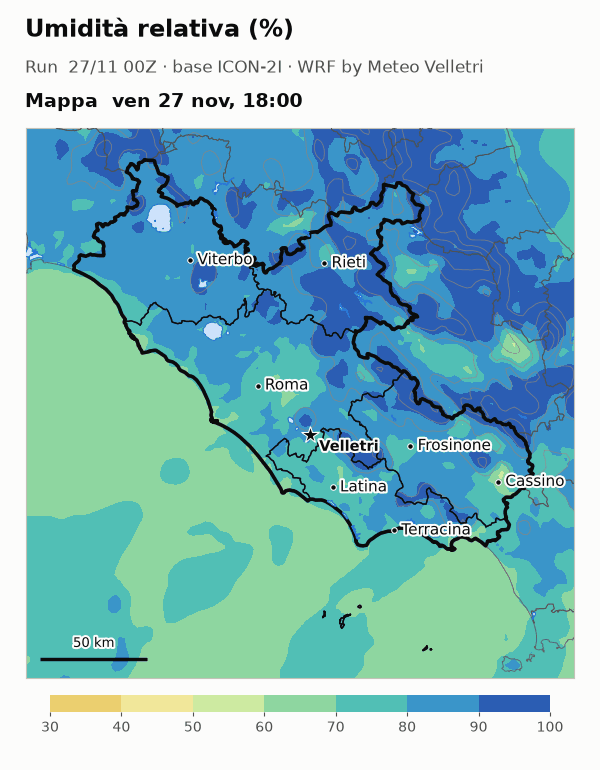 Umidità relativa (%)
Run  27/11 00Z · base ICON-2I · WRF by Meteo Velletri
Mappa  ven 27 nov, 18:00
Viterbo
Rieti
Roma
Velletri
Frosinone
Cassino
Latina
Terracina
50 km
30 40 50 60 70 80 90 100